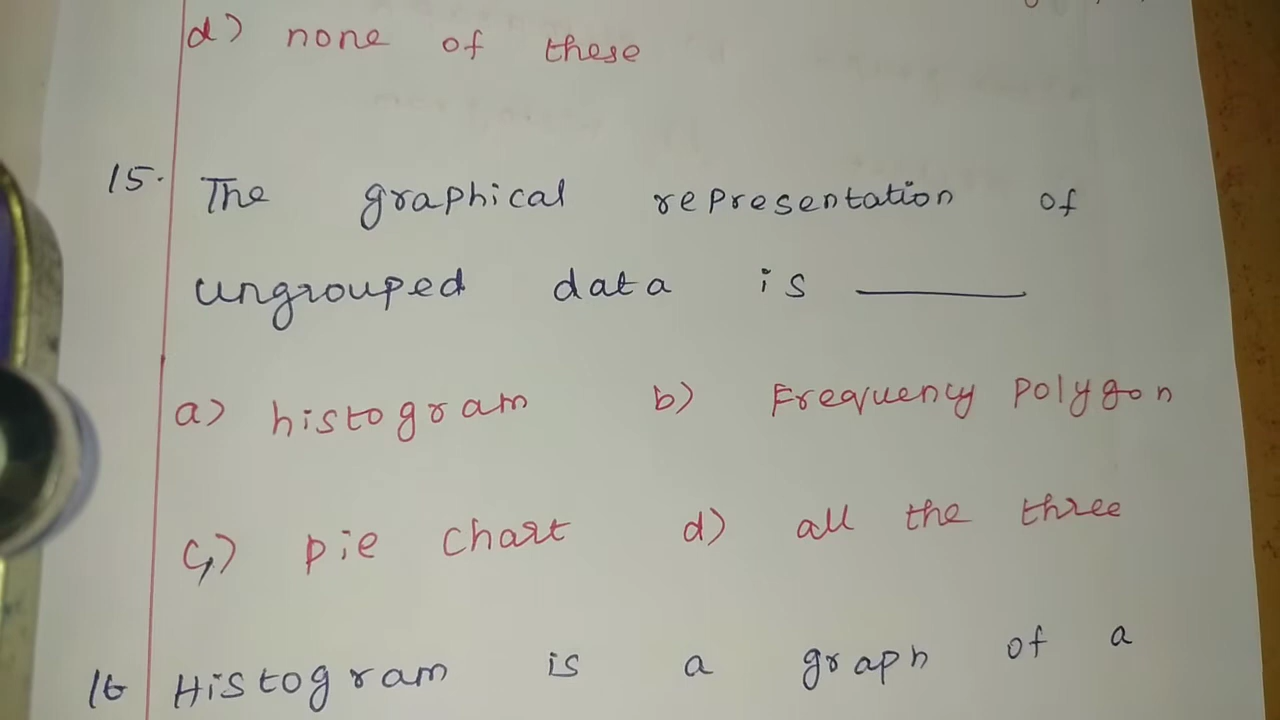 d) none of these
15. The graphical representation of
ungrouped data is ______
a) histogram b) Frequency polygon
c,) pie chart d) all the three
16 Histogram is a graph of a